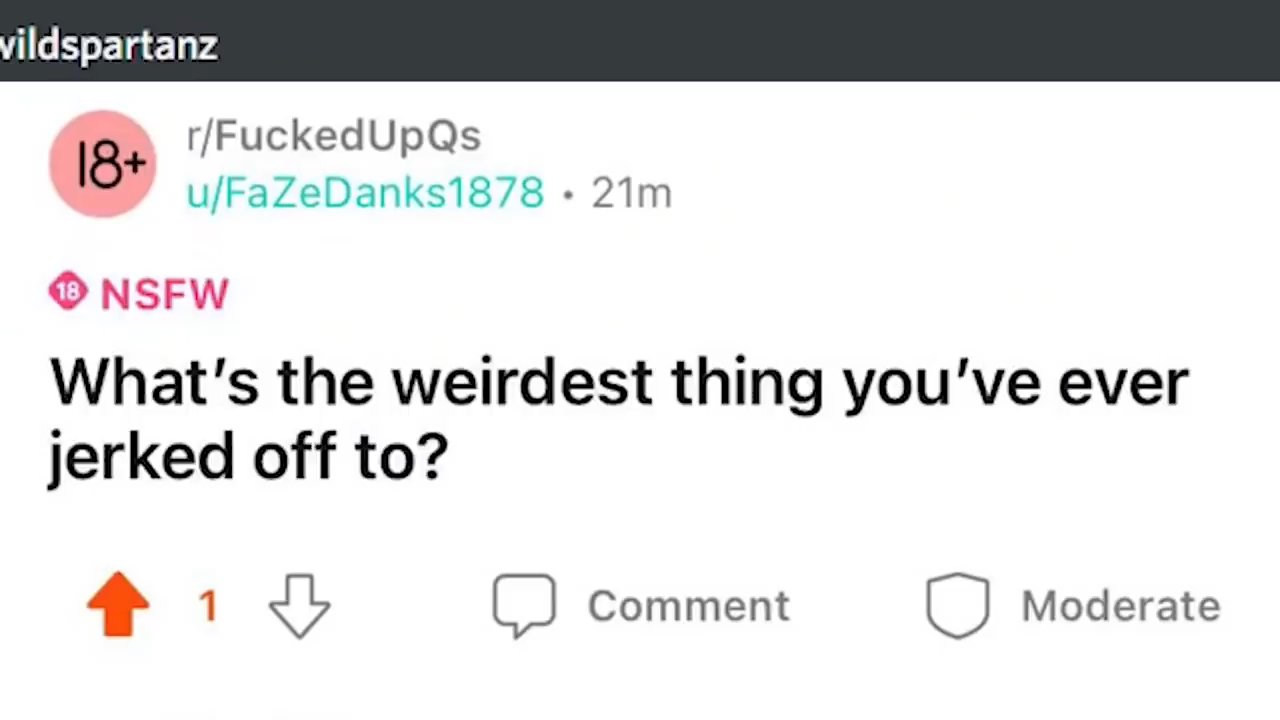 wildspartanz
18+
r/FuckedUpQs
u/FaZeDanks1878 • 21m
18 NSFW
What’s the weirdest thing you’ve ever
jerked off to?
1 Comment Moderate